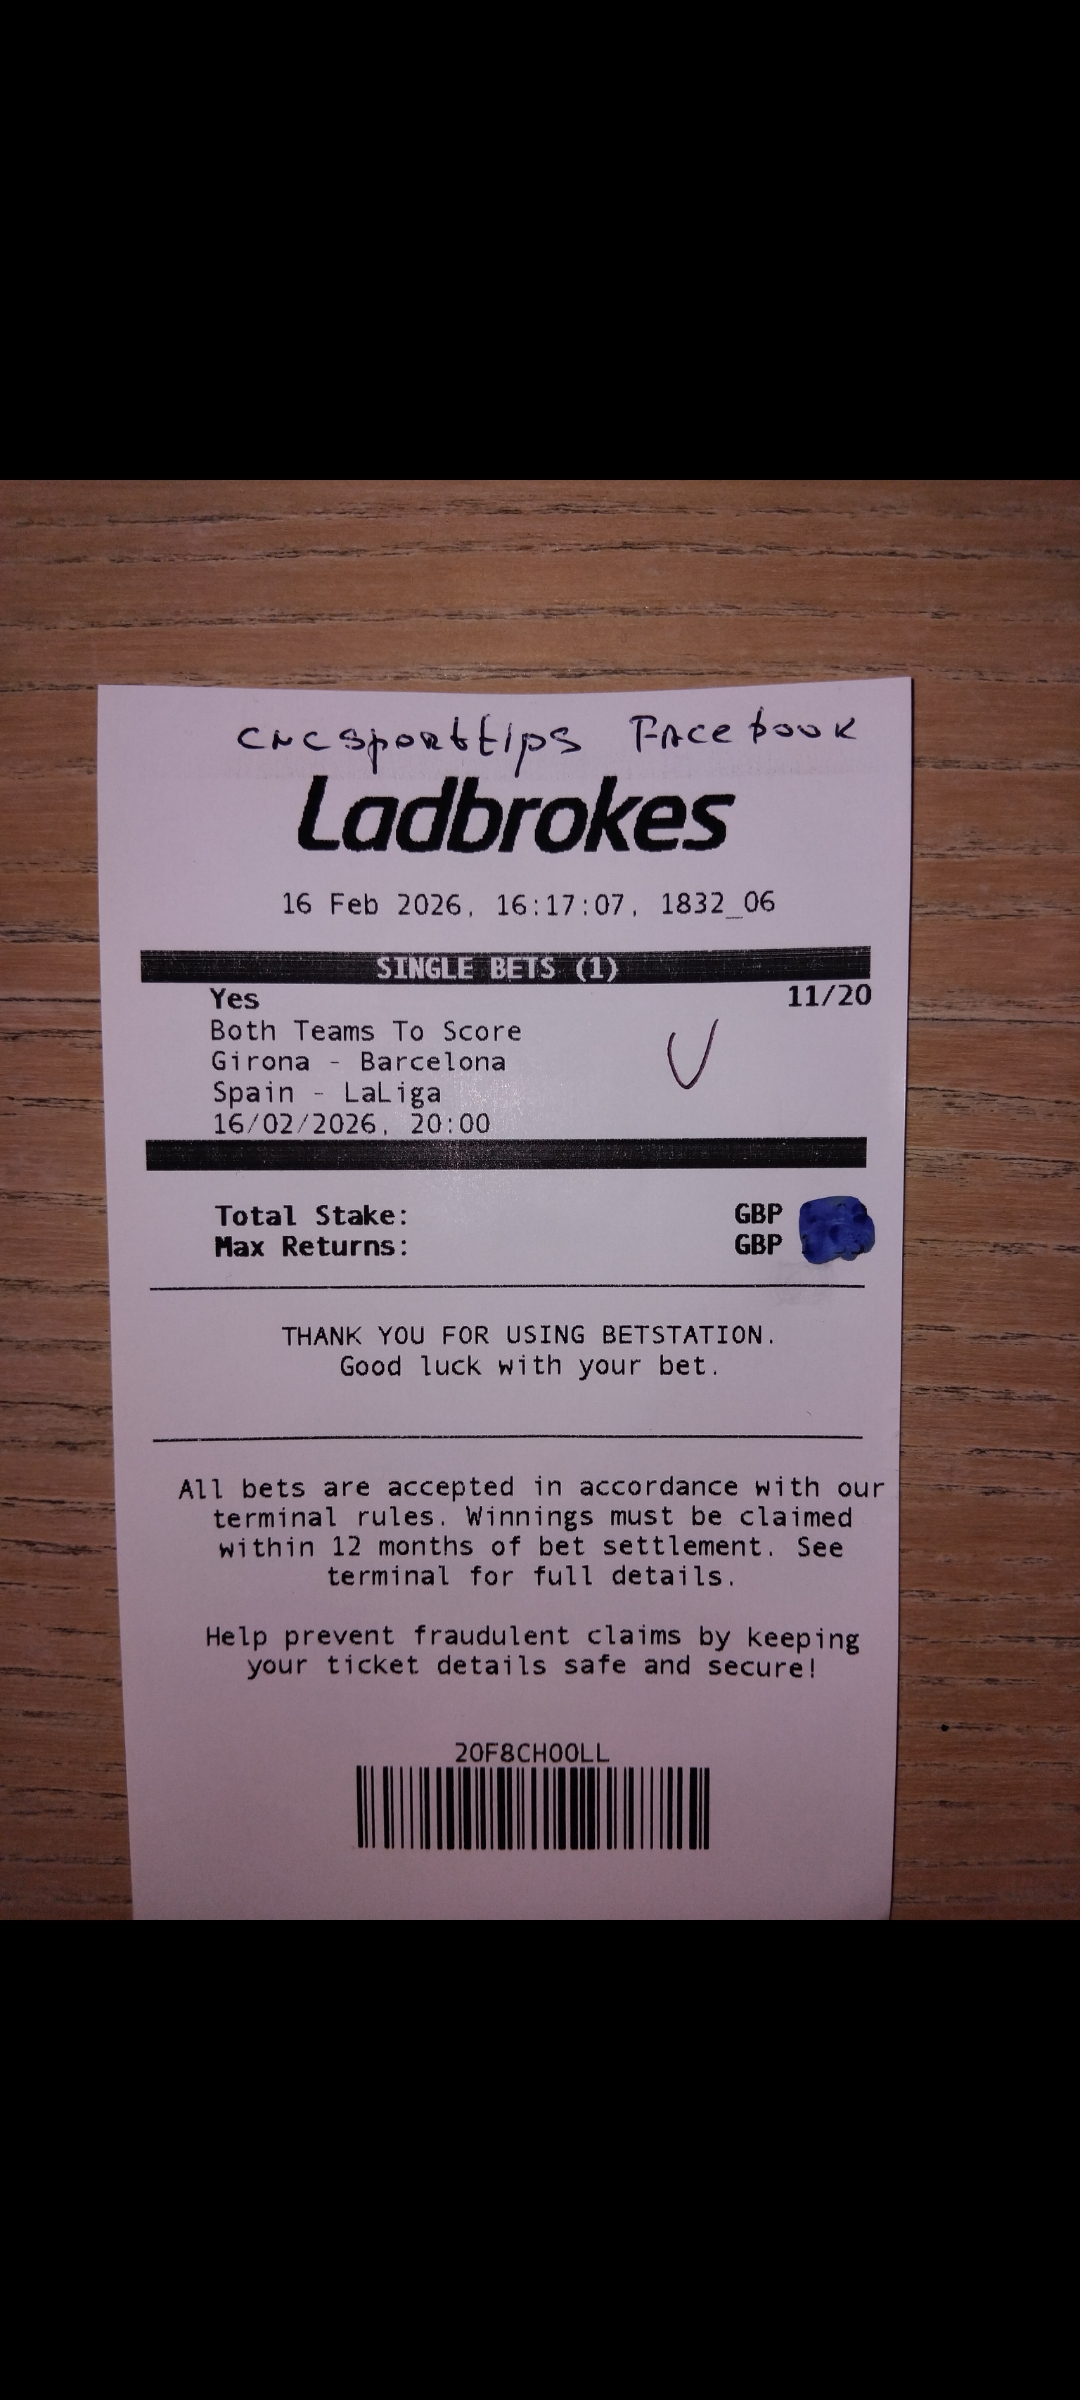 cncsporttips Facebook
Ladbrokes
16 Feb 2026, 16:17:07, 1832_06
SINGLE BETS (1)
Yes 11/20
Both Teams To Score
Girona - Barcelona
Spain - LaLiga
16/02/2026, 20:00
Total Stake: GBP
Max Returns: GBP
THANK YOU FOR USING BETSTATION.
Good luck with your bet.
All bets are accepted in accordance with our
terminal rules. Winnings must be claimed
within 12 months of bet settlement. See
terminal for full details.
Help prevent fraudulent claims by keeping
your ticket details safe and secure!
20F8CH00LL